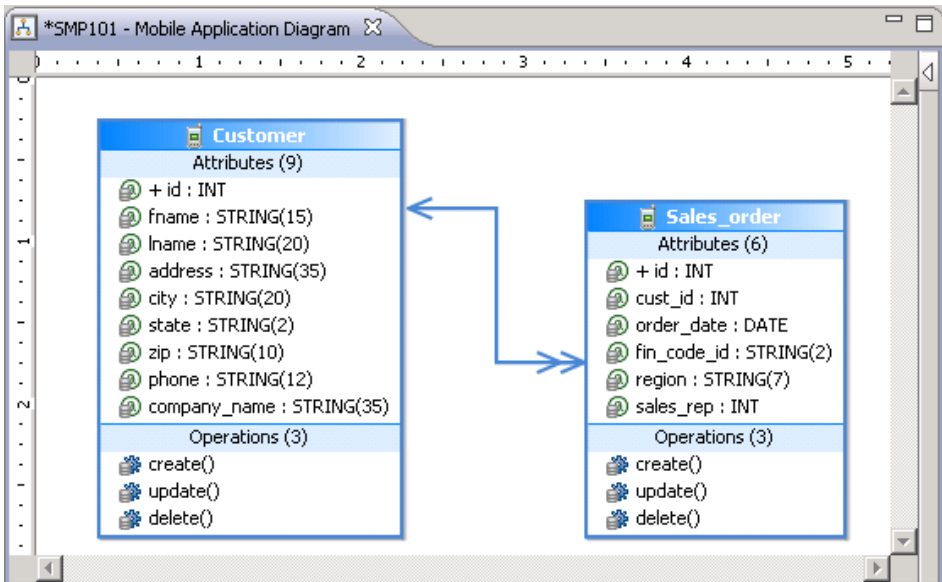 *SMP101 - Mobile Application Diagram
1 2 3 4 5
0
1
2
Customer
Attributes (9)
+ id : INT
fname : STRING(15)
lname : STRING(20)
address : STRING(35)
city : STRING(20)
state : STRING(2)
zip : STRING(10)
phone : STRING(12)
company_name : STRING(35)
Operations (3)
create()
update()
delete()
Sales_order
Attributes (6)
+ id : INT
cust_id : INT
order_date : DATE
fin_code_id : STRING(2)
region : STRING(7)
sales_rep : INT
Operations (3)
create()
update()
delete()